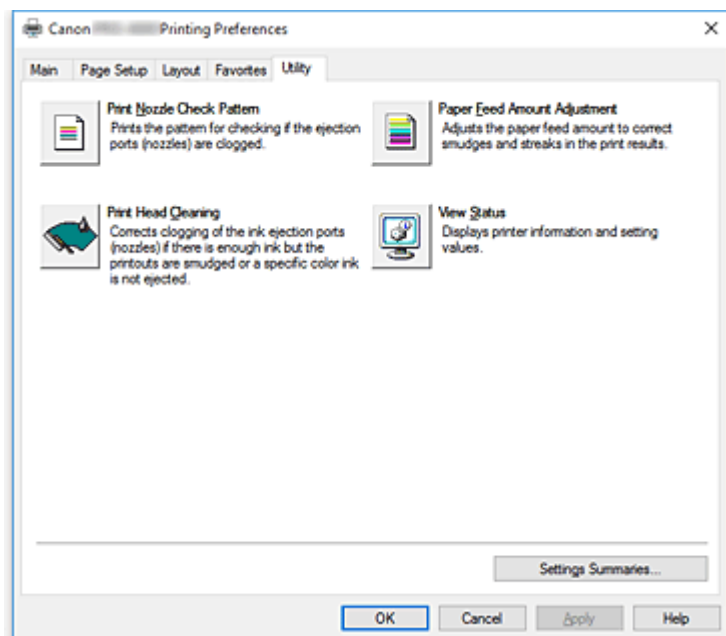 Canon Printing Preferences
Main Page Setup Layout Favorites Utility
Print Nozzle Check Pattern
Prints the pattern for checking if the ejection
ports (nozzles) are clogged.
Paper Feed Amount Adjustment
Adjusts the paper feed amount to correct
smudges and streaks in the print results.
Print Head Cleaning
Corrects clogging of the ink ejection ports
(nozzles) if there is enough ink but the
printouts are smudged or a specific color ink
is not ejected.
View Status
Displays printer information and setting
values.
Settings Summaries...
OK Cancel Apply Help